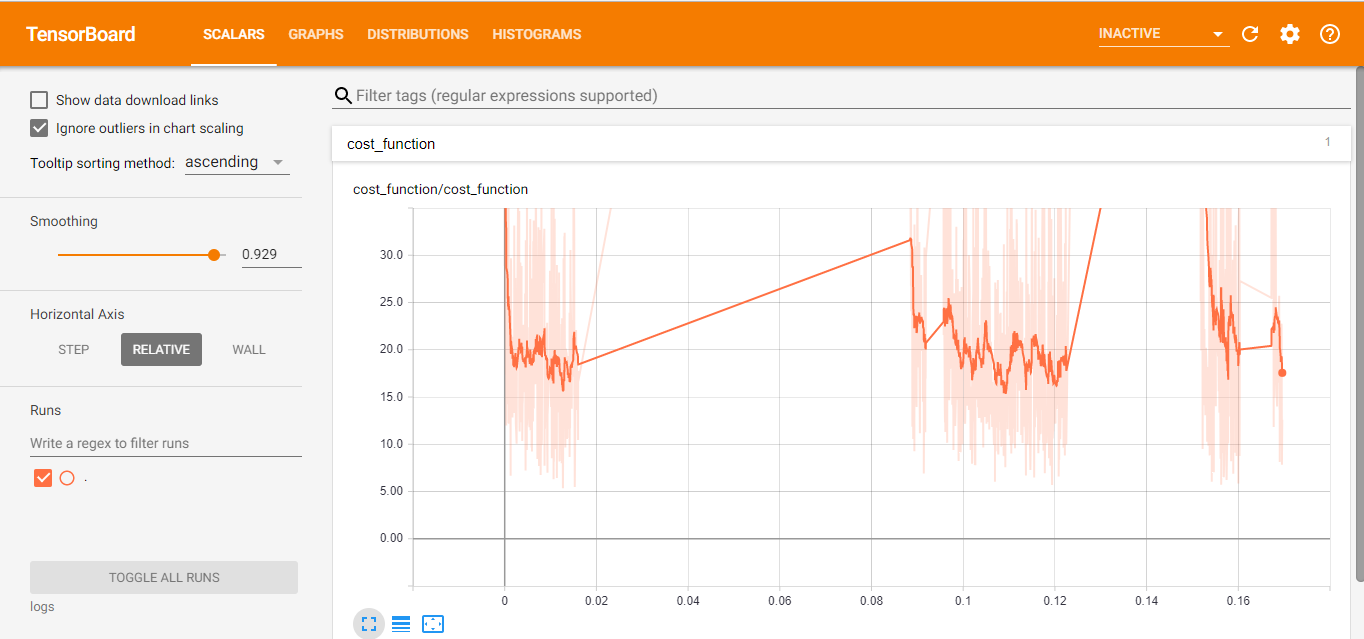 TensorBoard SCALARS GRAPHS DISTRIBUTIONS HISTOGRAMS INACTIVE
Show data download links
Ignore outliers in chart scaling
Tooltip sorting method: ascending
Smoothing
0.929
Horizontal Axis
STEP RELATIVE WALL
Runs
Write a regex to filter runs
.
TOGGLE ALL RUNS
logs
Filter tags (regular expressions supported)
cost_function 1
cost_function/cost_function
30.0
25.0
20.0
15.0
10.0
5.00
0.00
0 0.02 0.04 0.06 0.08 0.1 0.12 0.14 0.16